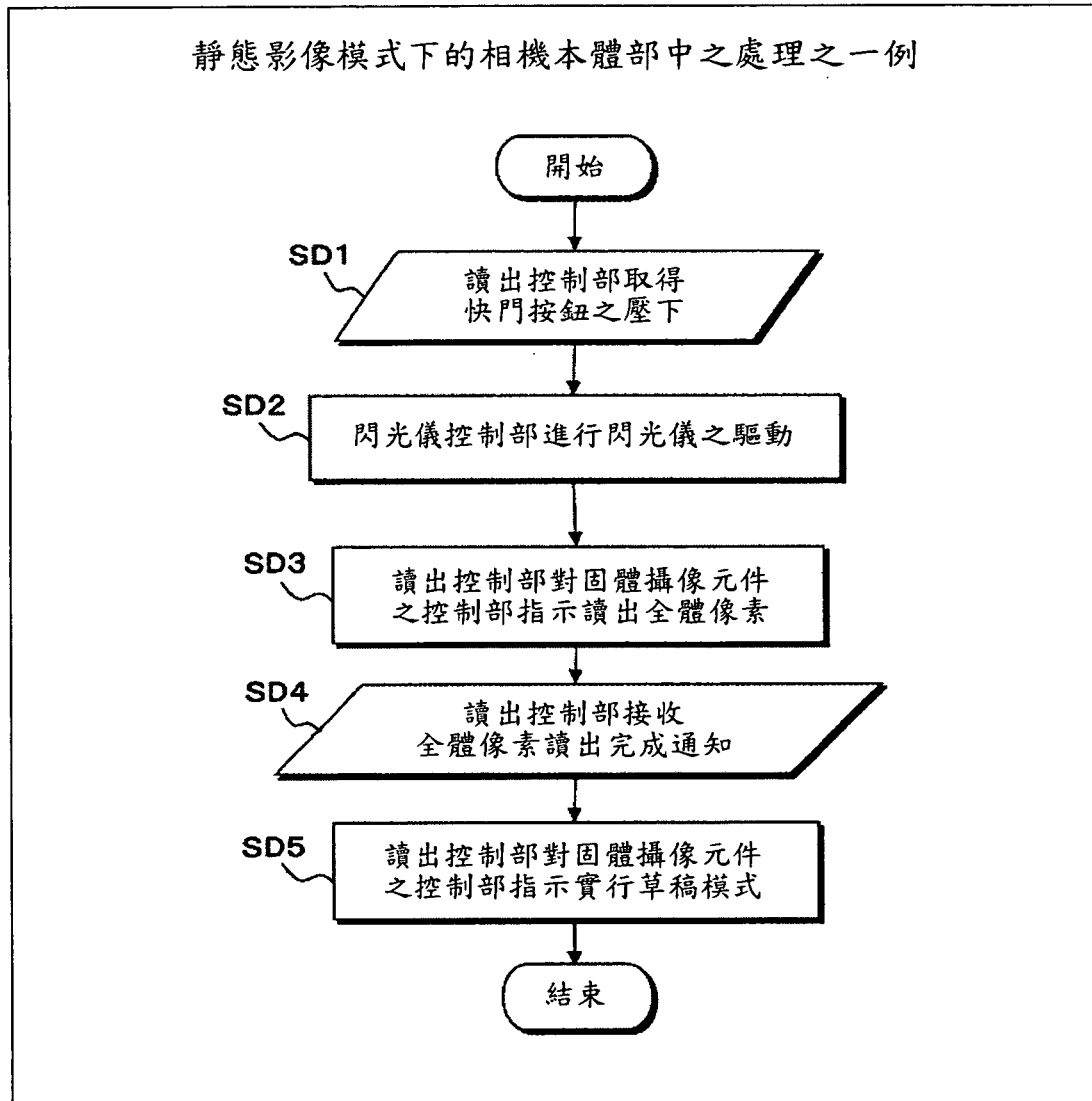 靜態影像模式下的相機本體部中之處理之一例
開始
SD1
讀出控制部取得
快門按鈕之壓下
SD2
閃光儀控制部進行閃光儀之驅動
SD3
讀出控制部對固體攝像元件
之控制部指示讀出全體像素
SD4
讀出控制部接收
全體像素讀出完成通知
SD5
讀出控制部對固體攝像元件
之控制部指示實行草稿模式
結束